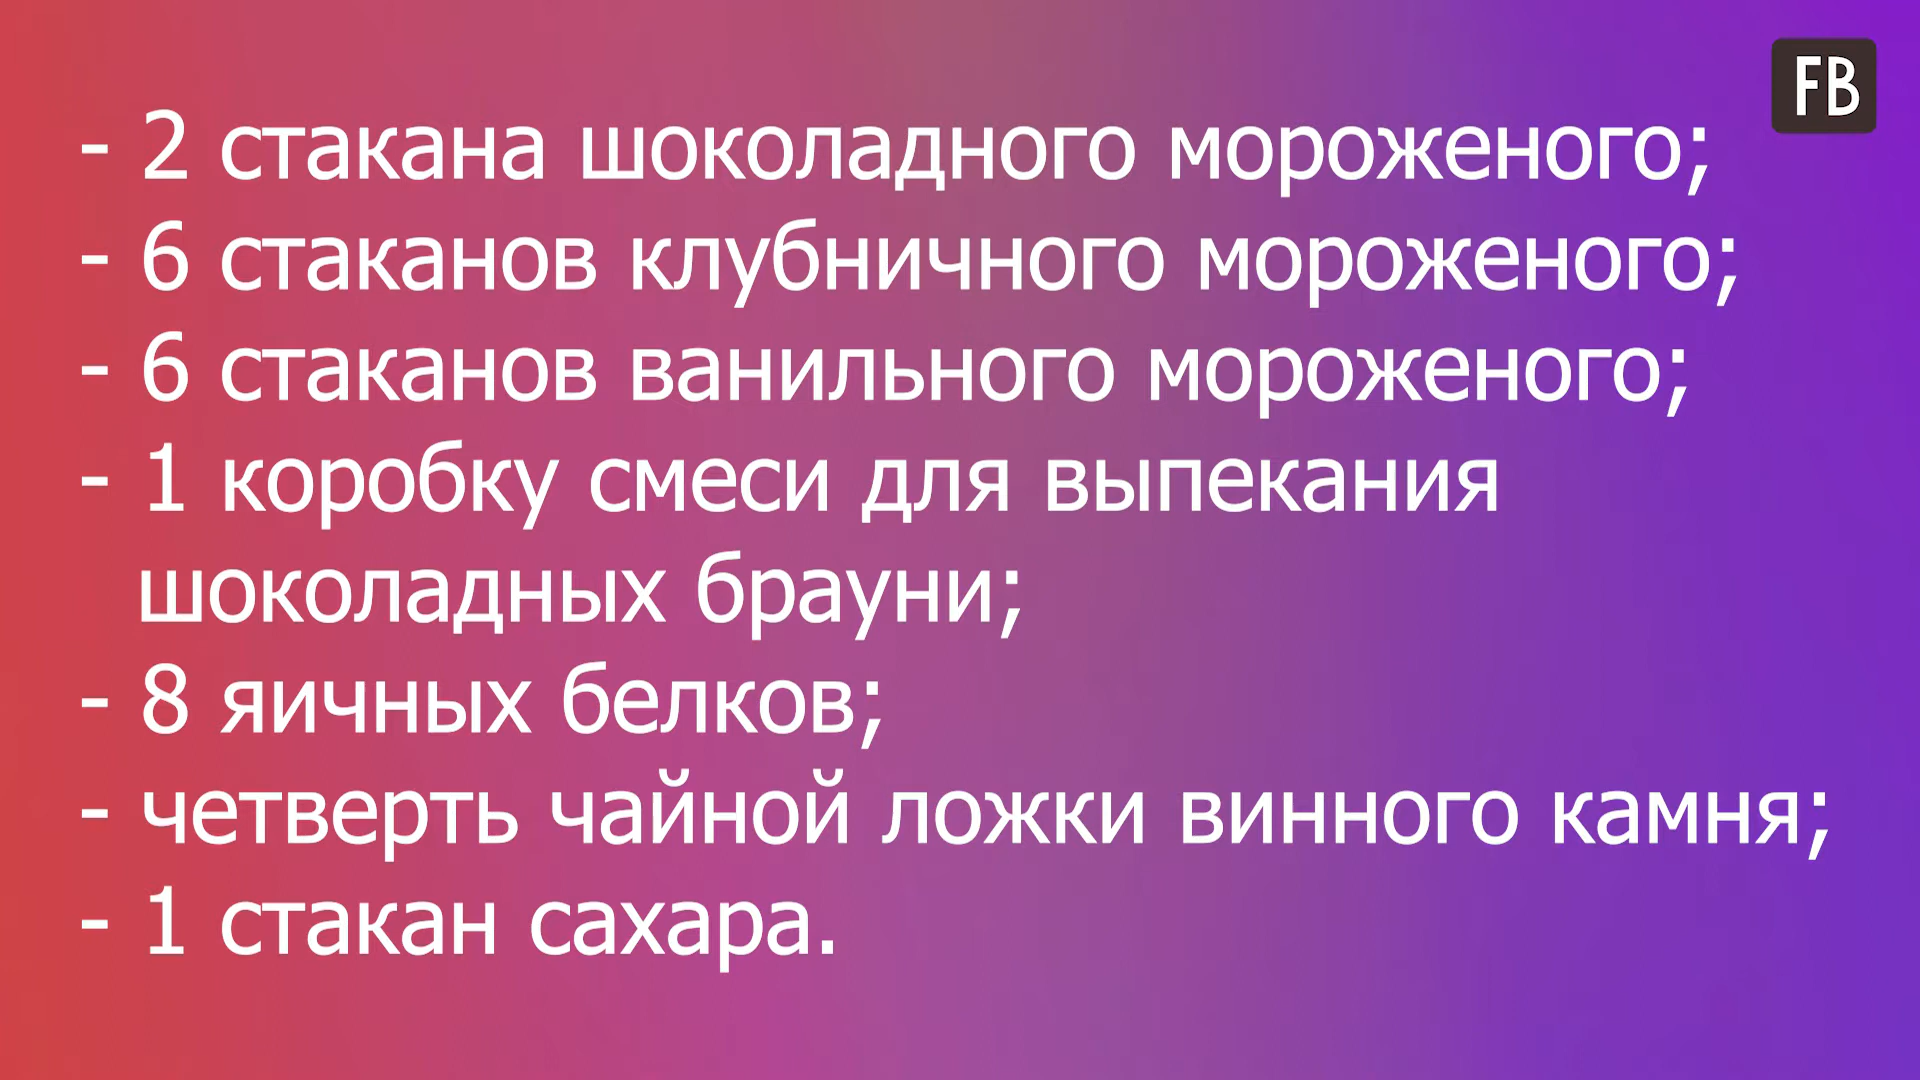 FB
- 2 стакана шоколадного мороженого;
- 6 стаканов клубничного мороженого;
- 6 стаканов ванильного мороженого;
- 1 коробку смеси для выпекания
шоколадных брауни;
- 8 яичных белков;
- четверть чайной ложки винного камня;
- 1 стакан сахара.